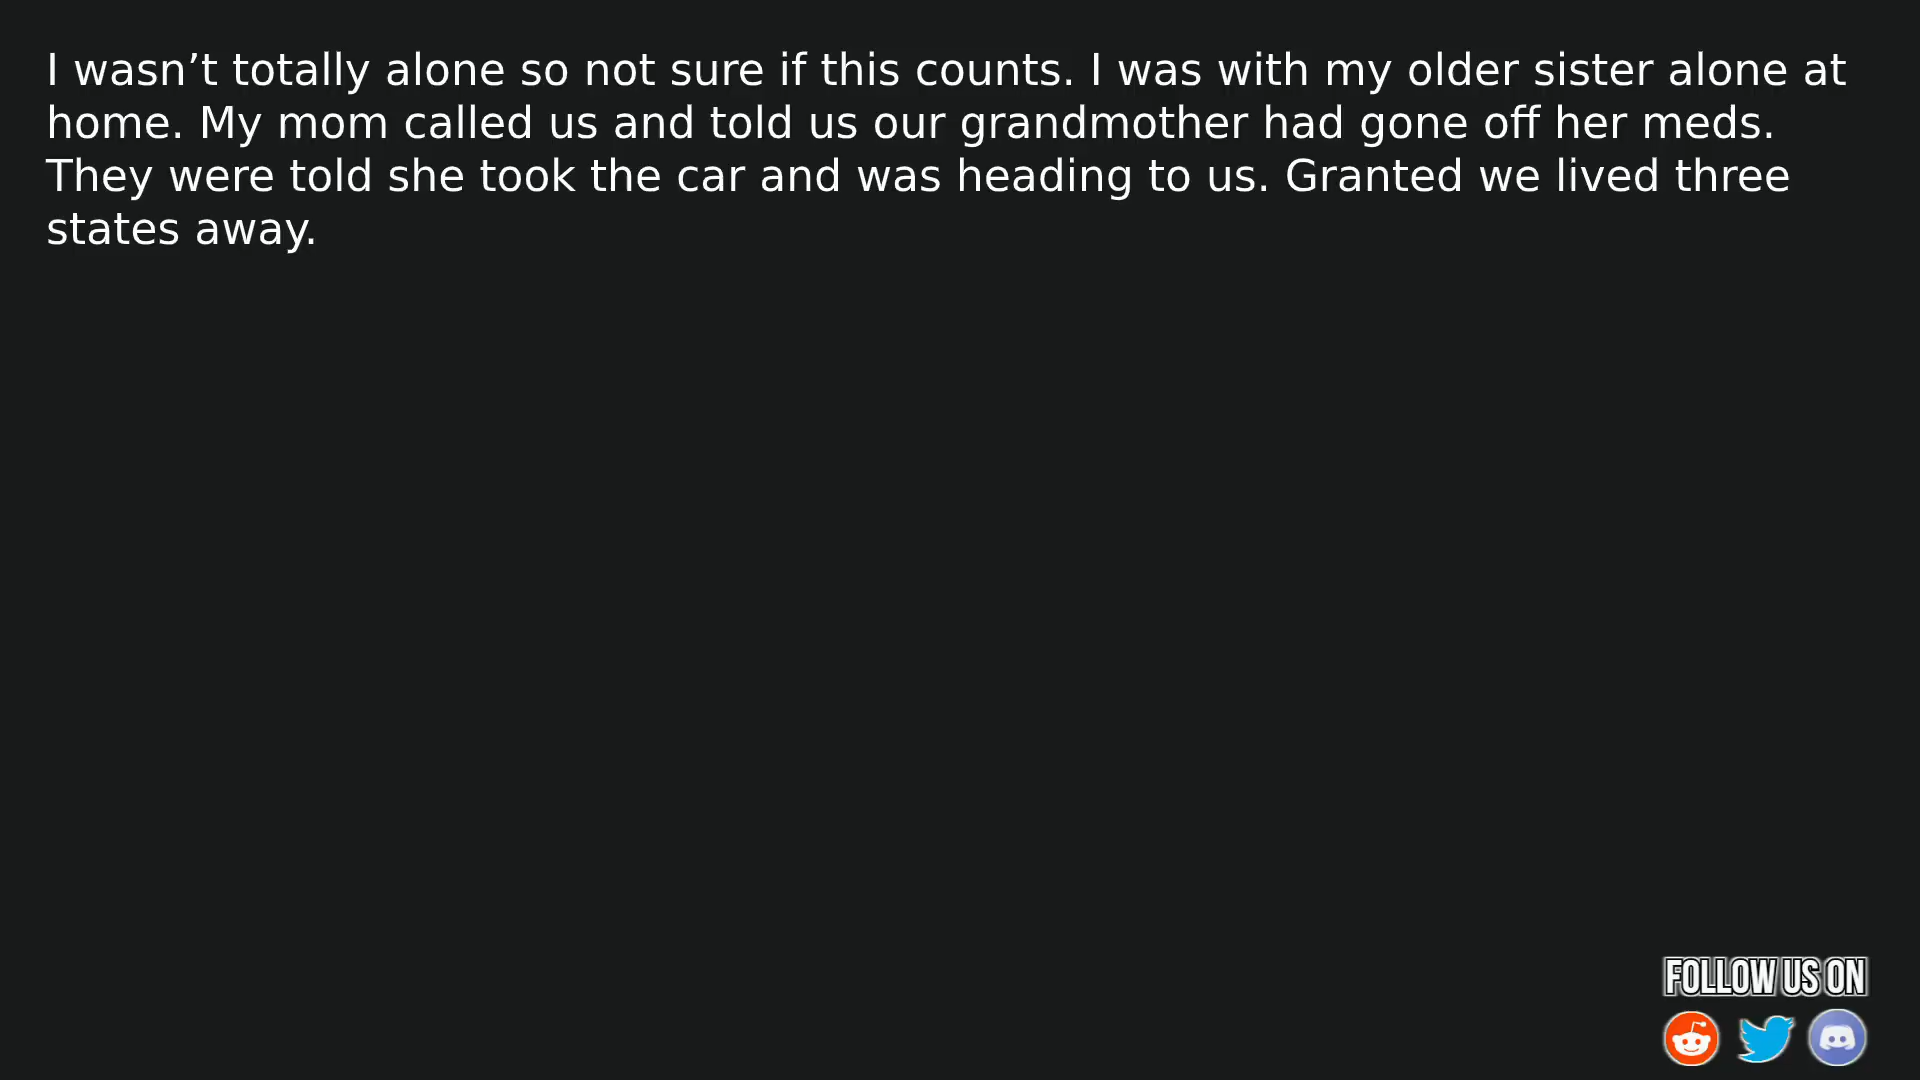 I wasn’t totally alone so not sure if this counts. I was with my older sister alone at
home. My mom called us and told us our grandmother had gone off her meds.
They were told she took the car and was heading to us. Granted we lived three
states away.
FOLLOW US ON